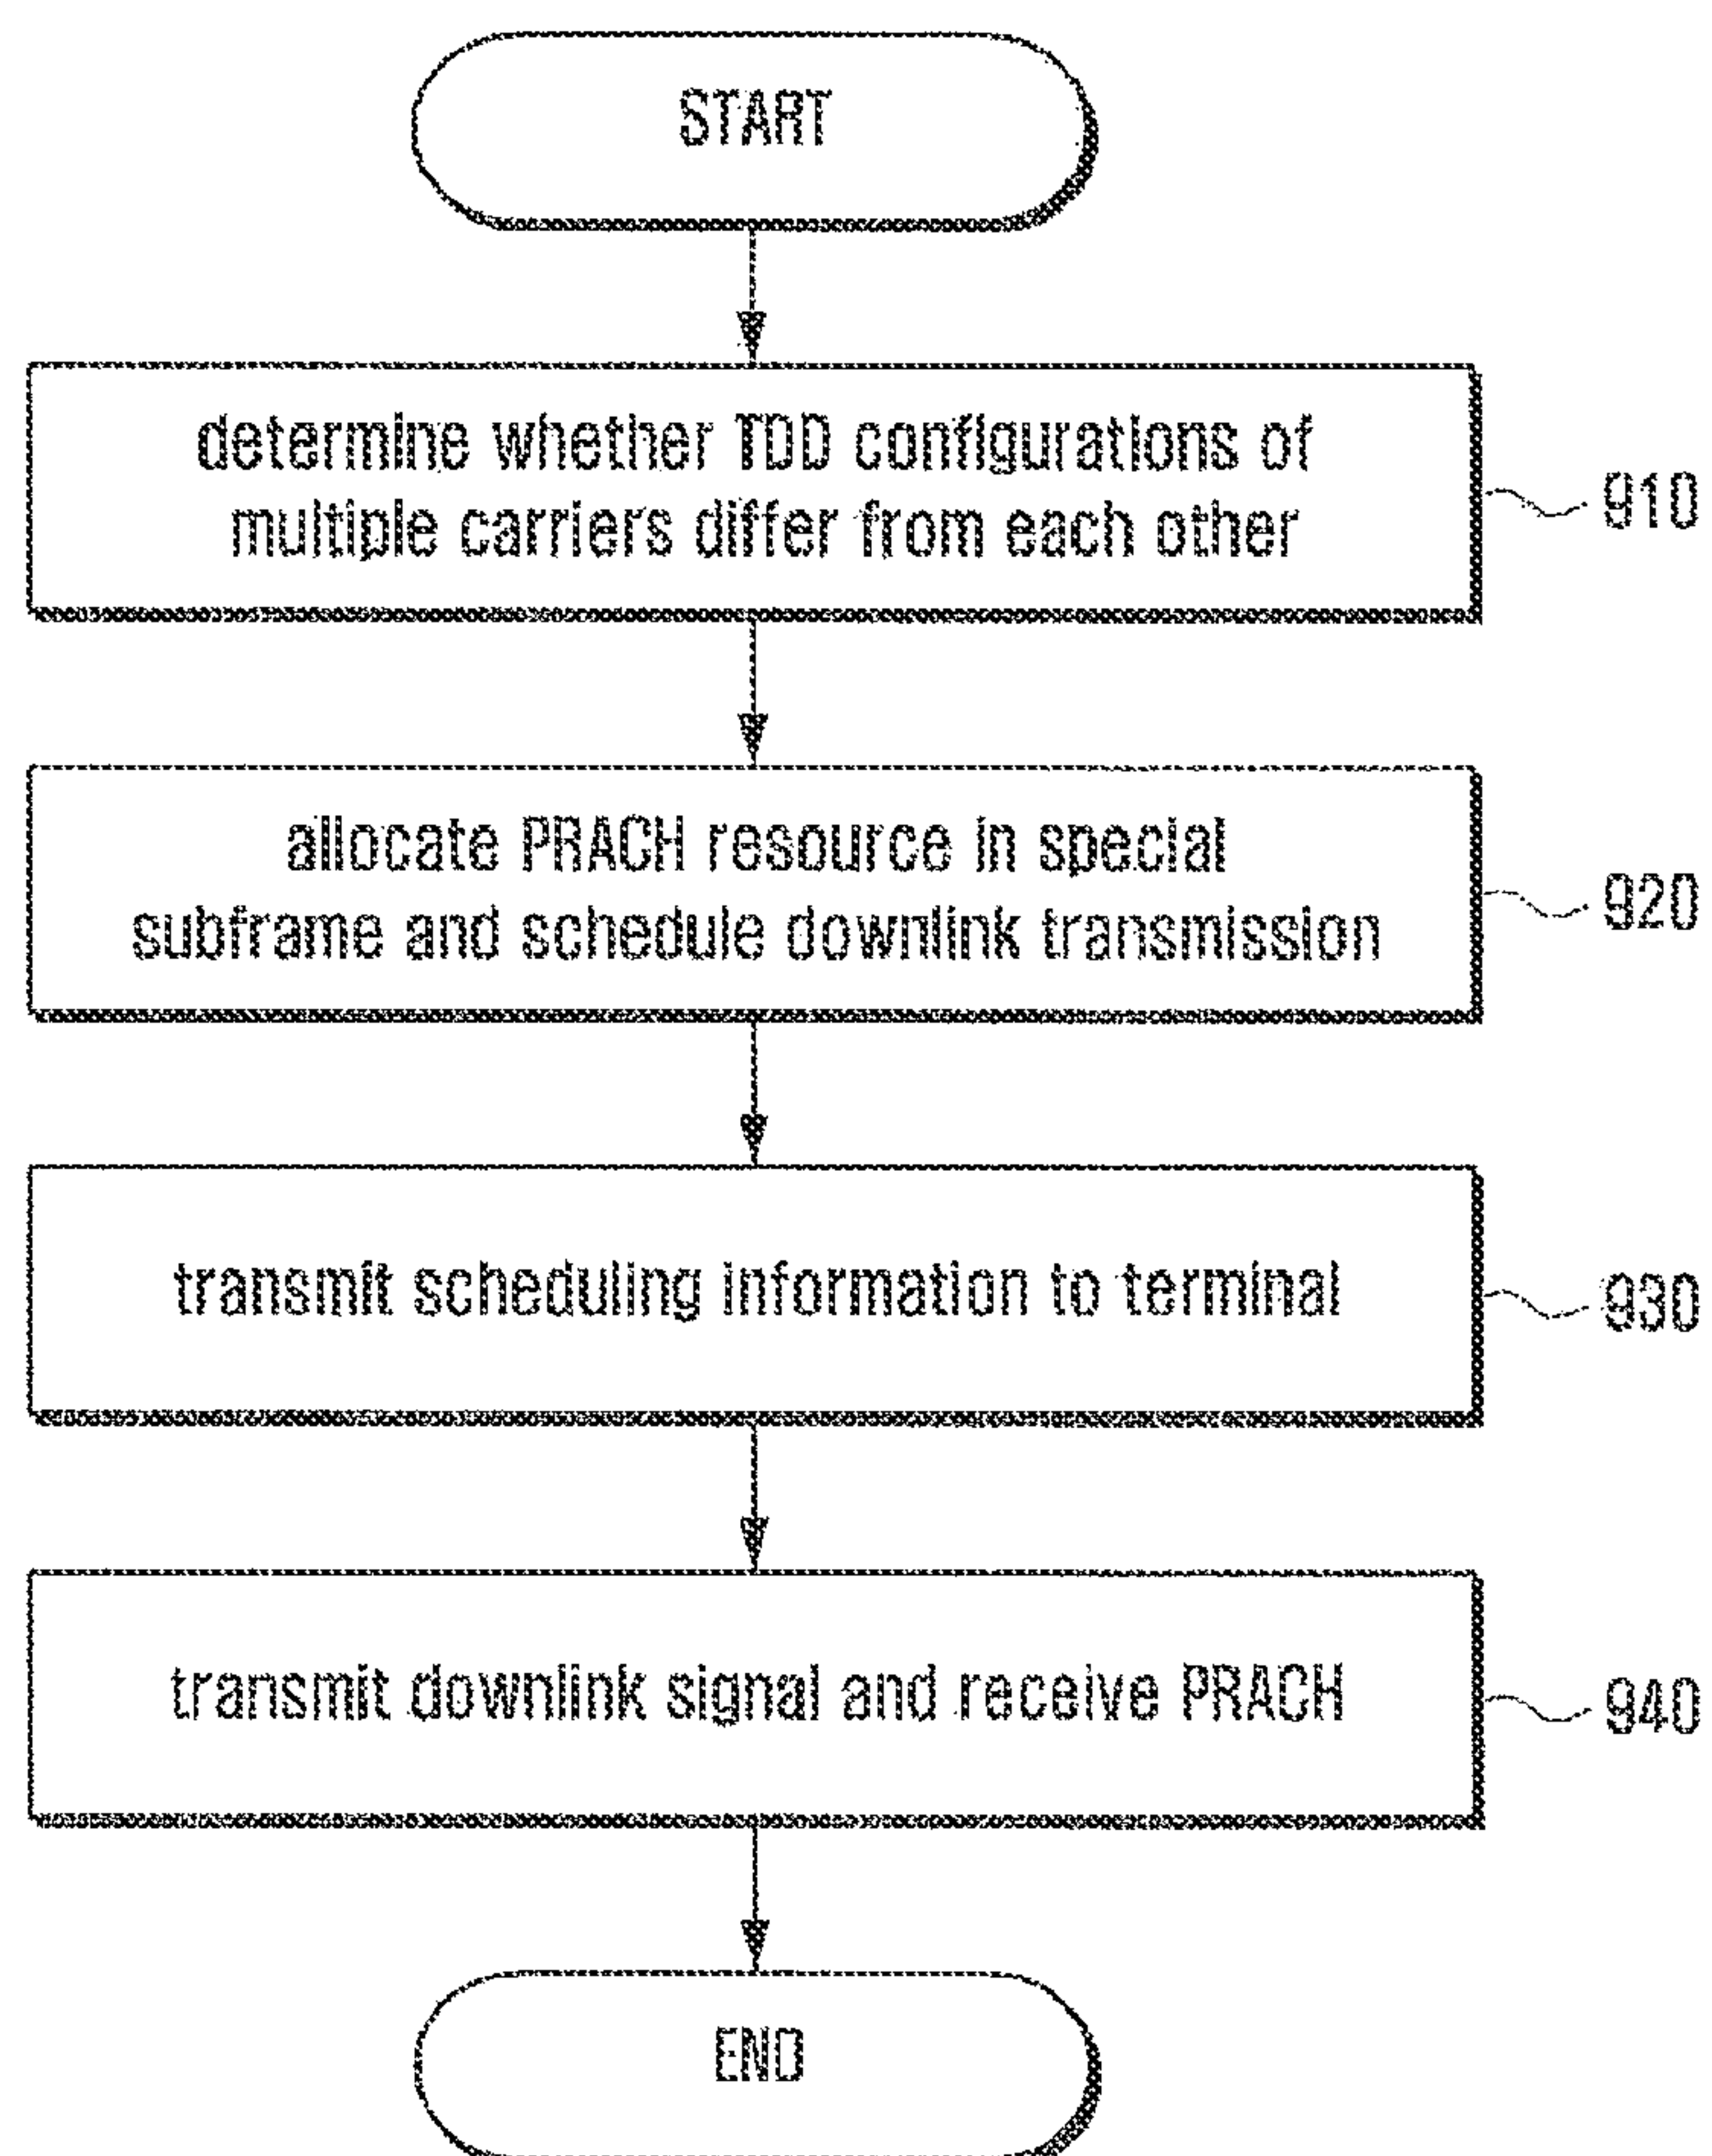 START
determine whether TDD configurations of
multiple carriers differ from each other
910
allocate PRACH resource in special
subframe and schedule downlink transmission
920
transmit scheduling information to terminal
930
transmit downlink signal and receive PRACH
940
END